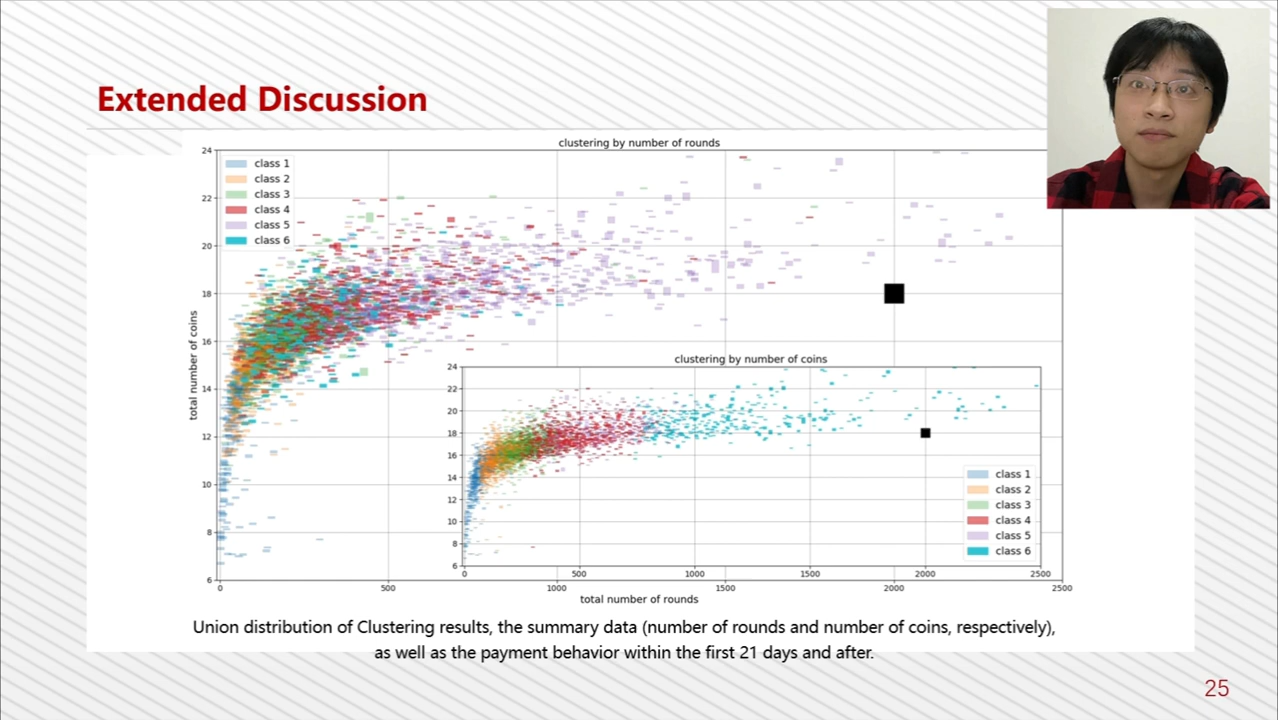 Extended Discussion
clustering by number of rounds
24
22
20
18
16
14
12
10
8
6
total number of coins
class 1
class 2
class 3
class 4
class 5
class 6
0
500
1000
1500
2000
2500
total number of rounds
clustering by number of coins
24
22
20
18
16
14
12
10
8
6
0
500
1000
1500
2000
2500
class 1
class 2
class 3
class 4
class 5
class 6
Union distribution of Clustering results, the summary data (number of rounds and number of coins, respectively),
as well as the payment behavior within the first 21 days and after.
25